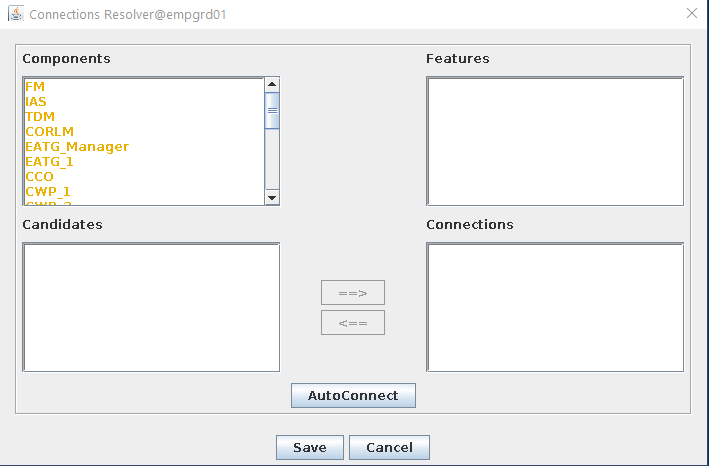 Connections Resolver@empgrd01
Components
Features
FM
IAS
TDM
CORLM
EATG_Manager
EATG_1
CCO
CWP_1
Candidates
Connections
==>
<==
AutoConnect
Save
Cancel